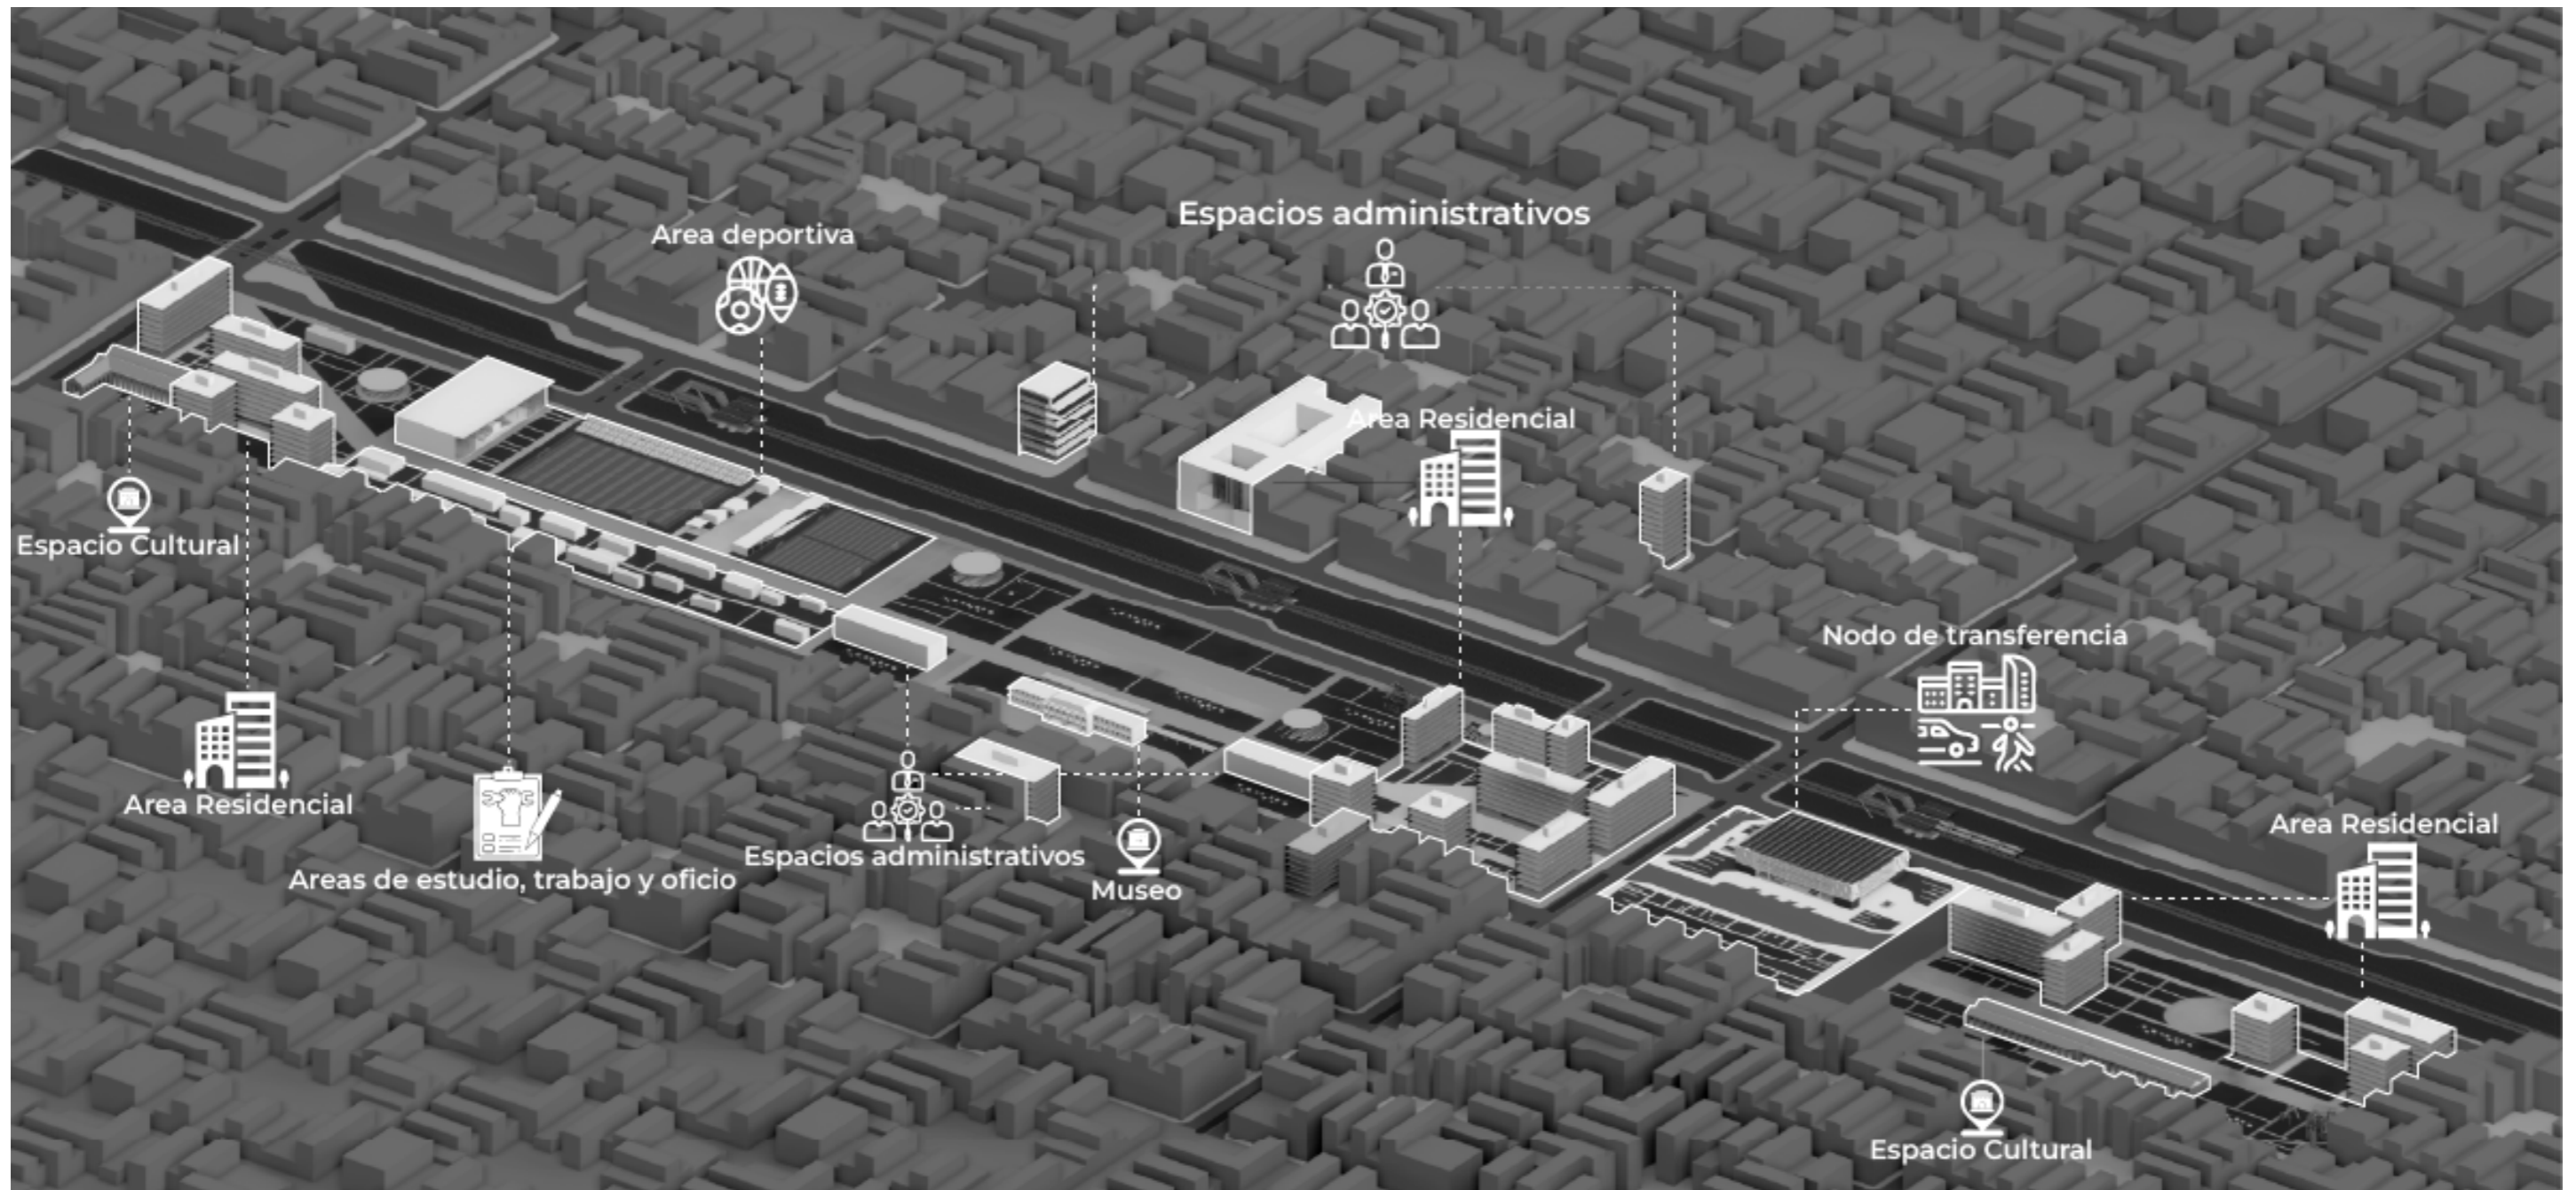 Espacios administrativos
Area deportiva
Area Residencial
Espacio Cultural
Nodo de transferencia
Area Residencial
Area Residencial
Espacios administrativos
Areas de estudio, trabajo y oficio
Museo
Espacio Cultural